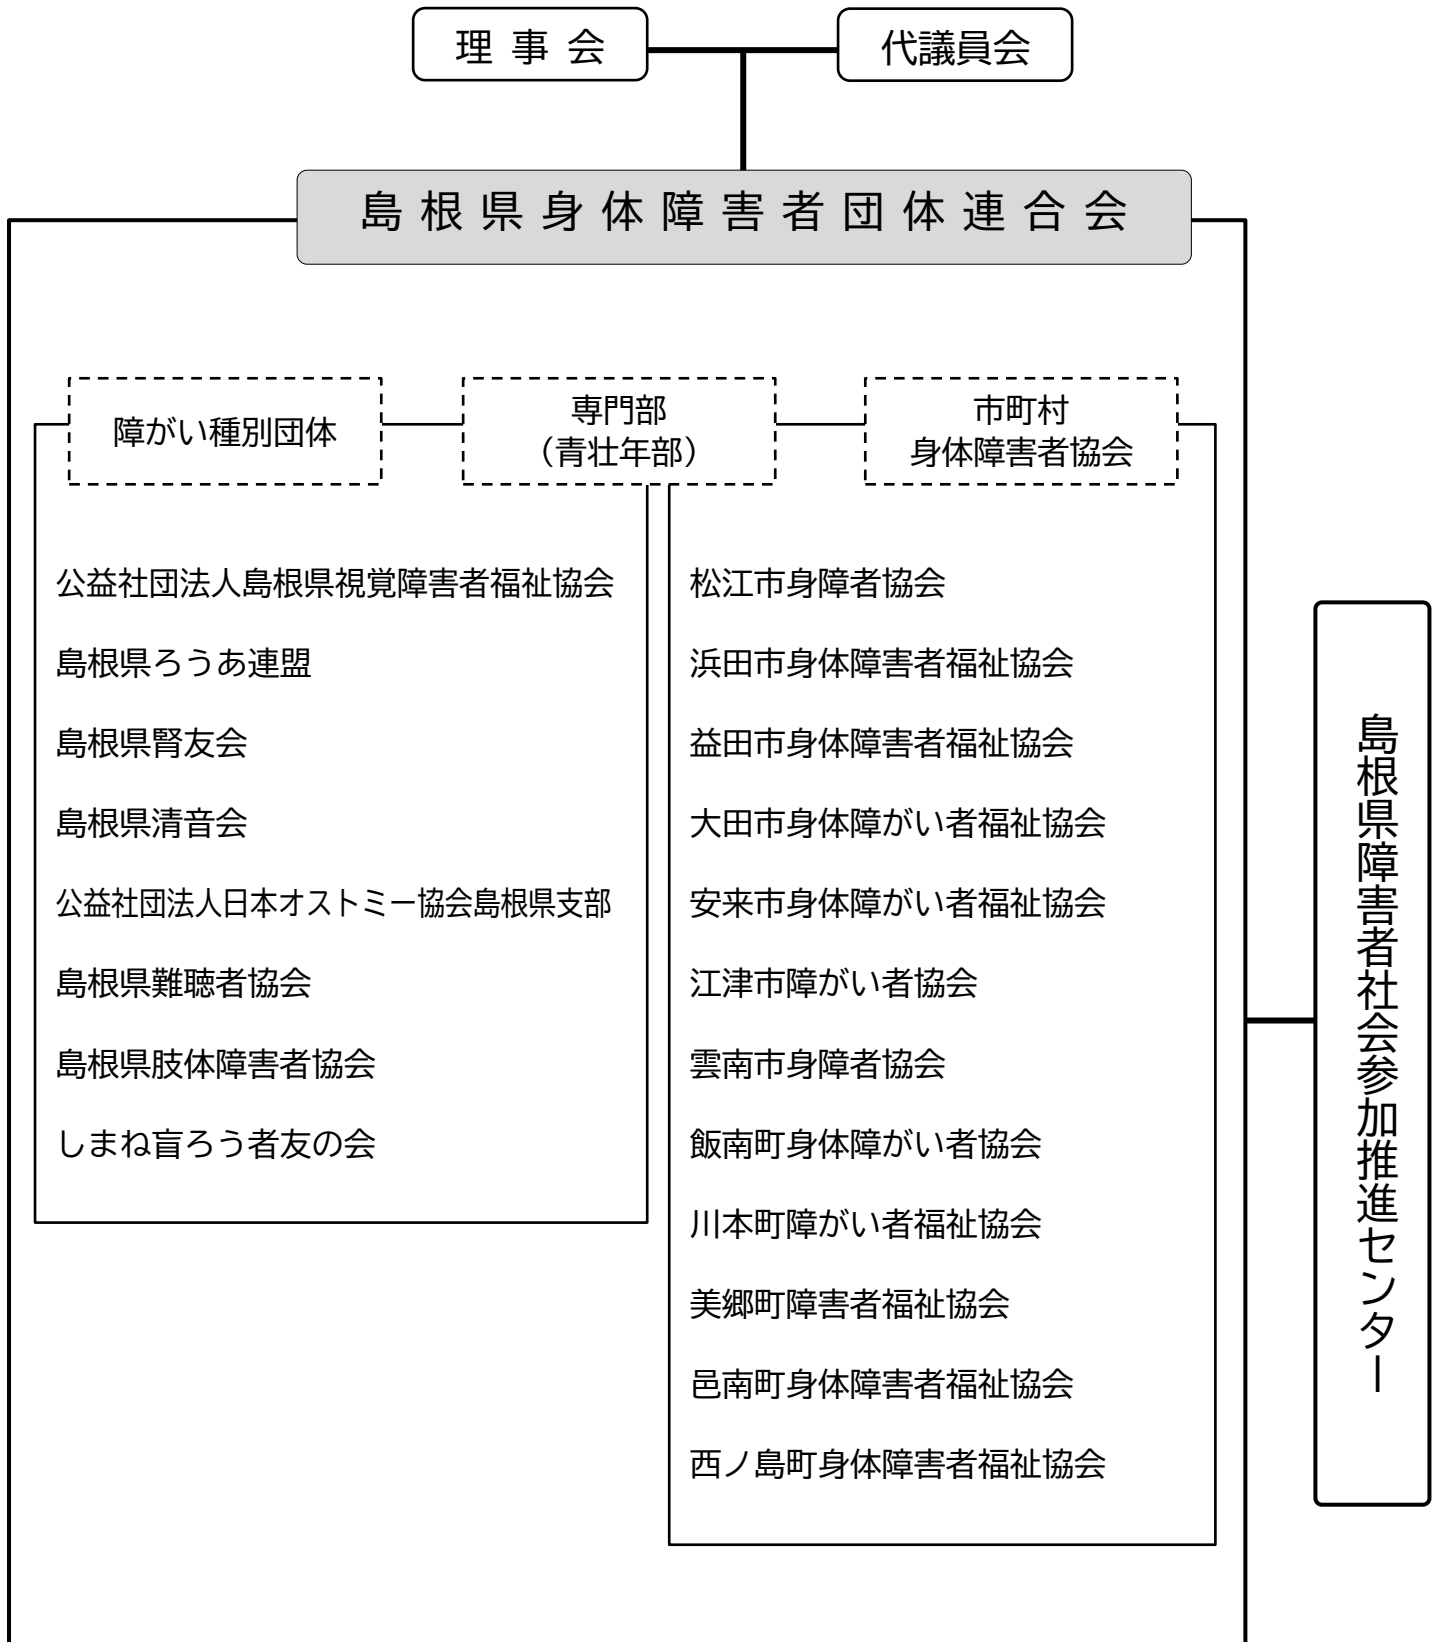 理事会
代議員会
島根県身体障害者団体連合会
障がい種別団体
専門部
（青壮年部）
市町村
身体障害者協会
公益社団法人島根県視覚障害者福祉協会
島根県ろうあ連盟
島根県腎友会
島根県清音会
公益社団法人日本オストミー協会島根県支部
島根県難聴者協会
島根県肢体障害者協会
しまね盲ろう者友の会
松江市身障者協会
浜田市身体障害者福祉協会
益田市身体障害者福祉協会
大田市身体障がい者福祉協会
安来市身体障がい者福祉協会
江津市障がい者協会
雲南市身障者協会
飯南町身体障がい者協会
川本町障がい者福祉協会
美郷町障害者福祉協会
邑南町身体障害者福祉協会
西ノ島町身体障害者福祉協会
島根県障害者社会参加推進センター